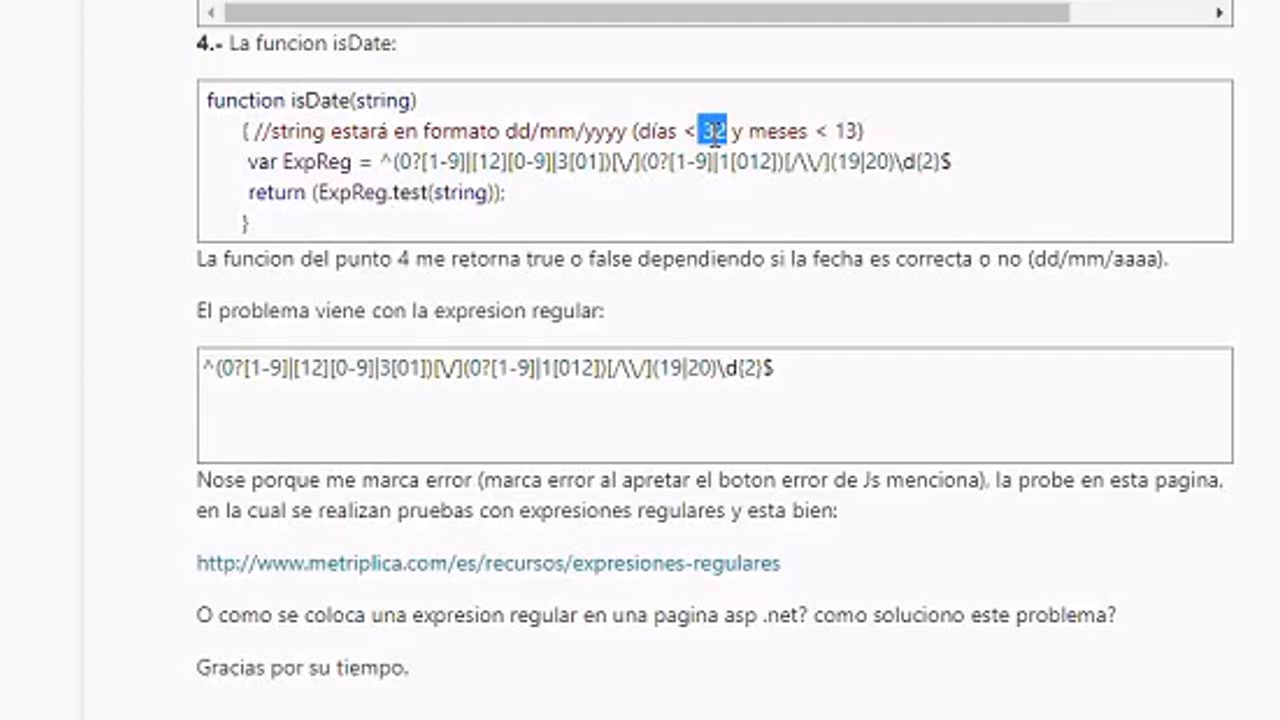 4.- La funcion isDate:
function isDate(string)
{ //string estará en formato dd/mm/yyyy (días < 32 y meses < 13)
var ExpReg = ^(0?[1-9]|[12][0-9]|3[01])[\/](0?[1-9]|1[012])[/\\/](19|20)\d{2}$
return (ExpReg.test(string));
}
La funcion del punto 4 me retorna true o false dependiendo si la fecha es correcta o no (dd/mm/aaaa).
El problema viene con la expresion regular:
^(0?[1-9]|[12][0-9]|3[01])[\/](0?[1-9]|1[012])[/\\/](19|20)\d{2}$
Nose porque me marca error (marca error al apretar el boton error de Js menciona), la probe en esta pagina,
en la cual se realizan pruebas con expresiones regulares y esta bien:
http://www.metriplica.com/es/recursos/expresiones-regulares
O como se coloca una expresion regular en una pagina asp .net? como soluciono este problema?
Gracias por su tiempo.